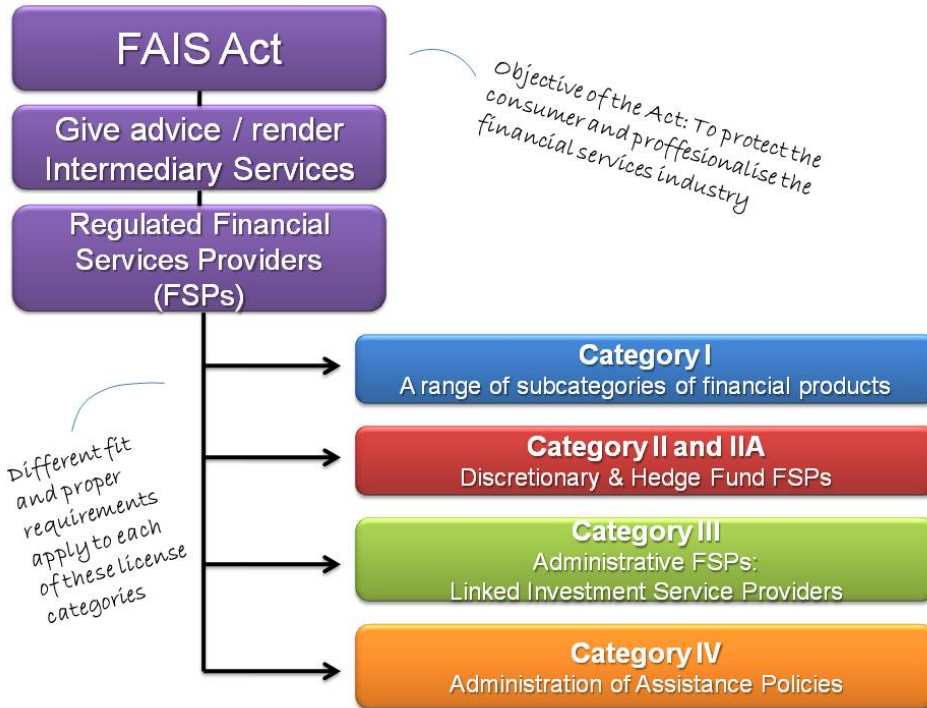 FAIS Act
Give advice / render
Intermediary Services
Regulated Financial
Services Providers
(FSPs)
Objective of the Act: To protect the
consumer and proffesionalise the
financial services industry
Different fit
and proper
requirements
apply to each
of these license
categories
Category I
A range of subcategories of financial products
Category II and IIA
Discretionary & Hedge Fund FSPs
Category III
Administrative FSPs:
Linked Investment Service Providers
Category IV
Administration of Assistance Policies